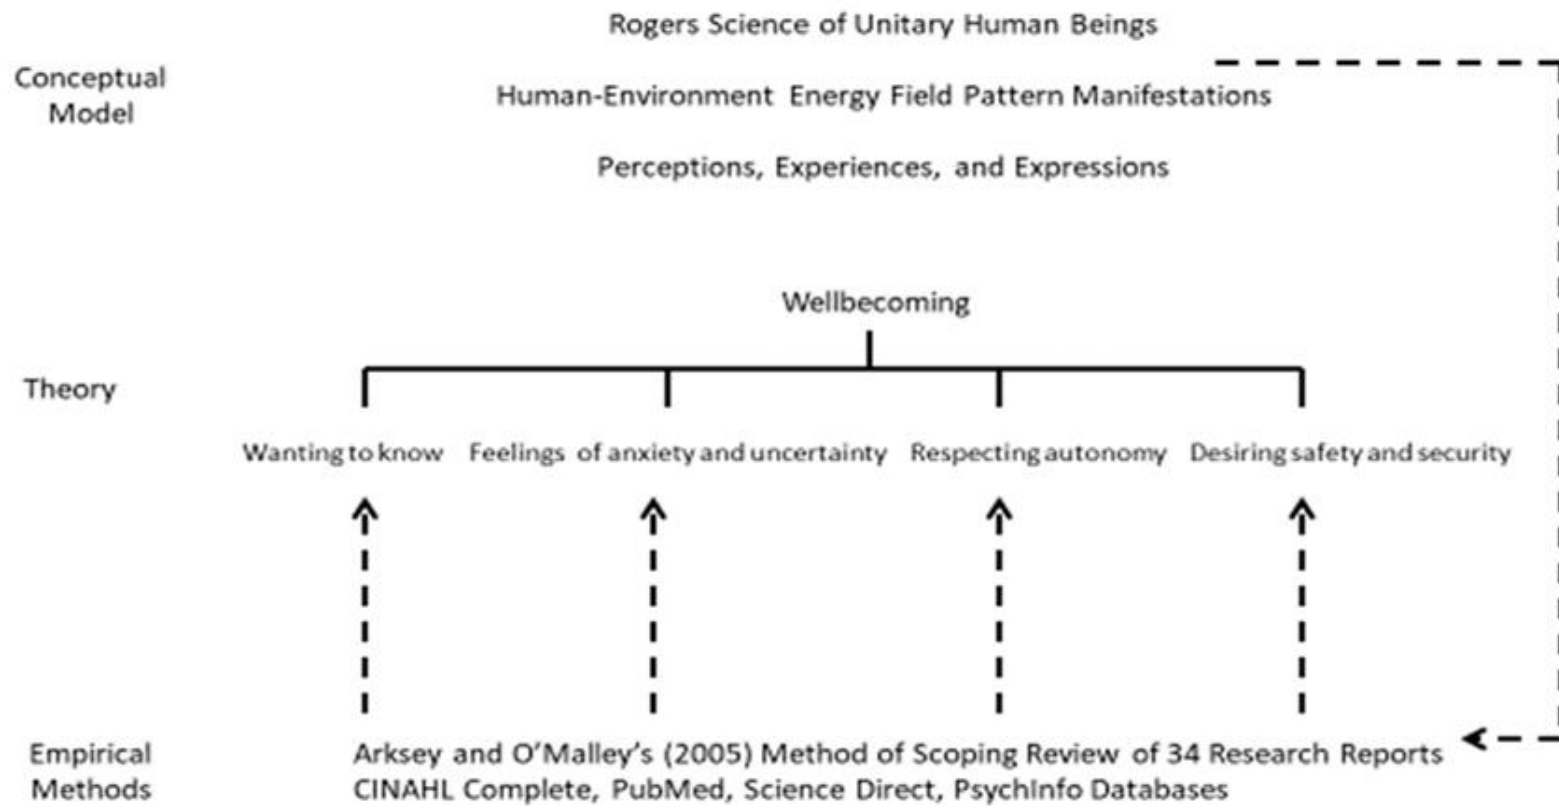 Rogers Science of Unitary Human Beings
Conceptual
Model
Human-Environment Energy Field Pattern Manifestations
Perceptions, Experiences, and Expressions
Wellbecoming
Theory
Wanting to know Feelings of anxiety and uncertainty Respecting autonomy Desiring safety and security
Empirical
Methods
Arksey and O'Malley's (2005) Method of Scoping Review of 34 Research Reports
CINAHL Complete, PubMed, Science Direct, PsychInfo Databases